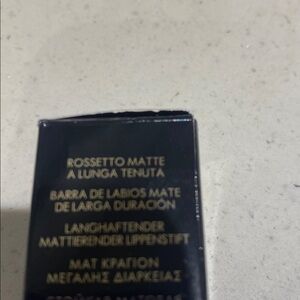 ROSSETTO MATTE
A LUNGA TENUTA
BARRA DE LABIOS MATE
DE LARGA DURACIÓN
LANGHAFTENDER
MATTIERENDER LIPPENSTIFT
ΜΑΤ ΚΡΑΓΙΟΝ
ΜΕΓΑΛΗΣ ΔΙΑΡΚΕΙΑΣ